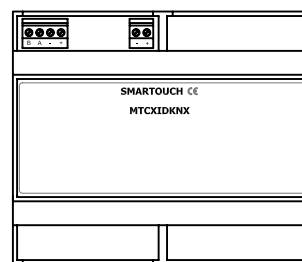 B A - +
- +
SMARTOUCH CE
MTCXIDKNX